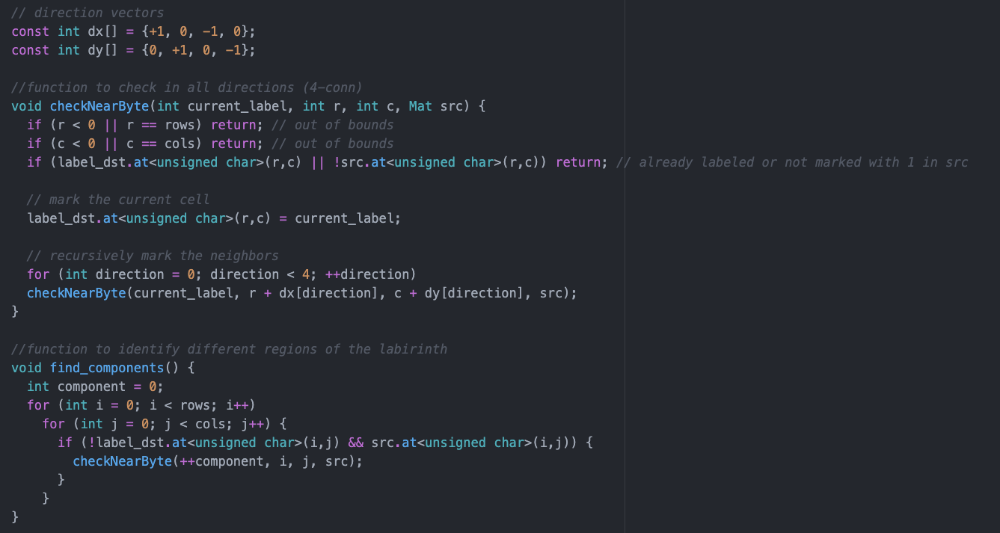 // direction vectors
const int dx[] = {+1, 0, −1, 0};
const int dy[] = {0, +1, 0, −1};

//function to check in all directions (4−conn)
void checkNearByte(int current_label, int r, int c, Mat src) {
  if (r < 0 || r == rows) return; // out of bounds
  if (c < 0 || c == cols) return; // out of bounds
  if (label_dst.at<unsigned char>(r,c) || !src.at<unsigned char>(r,c)) return; // already labeled or not marked with 1 in src

  // mark the current cell
  label_dst.at<unsigned char>(r,c) = current_label;

  // recursively mark the neighbors
  for (int direction = 0; direction < 4; ++direction)
  checkNearByte(current_label, r + dx[direction], c + dy[direction], src);
}

//function to identify different regions of the labirinth
void find_components() {
  int component = 0;
  for (int i = 0; i < rows; i++)
    for (int j = 0; j < cols; j++) {
      if (!label_dst.at<unsigned char>(i,j) && src.at<unsigned char>(i,j)) {
        checkNearByte(++component, i, j, src);
      }
    }
}